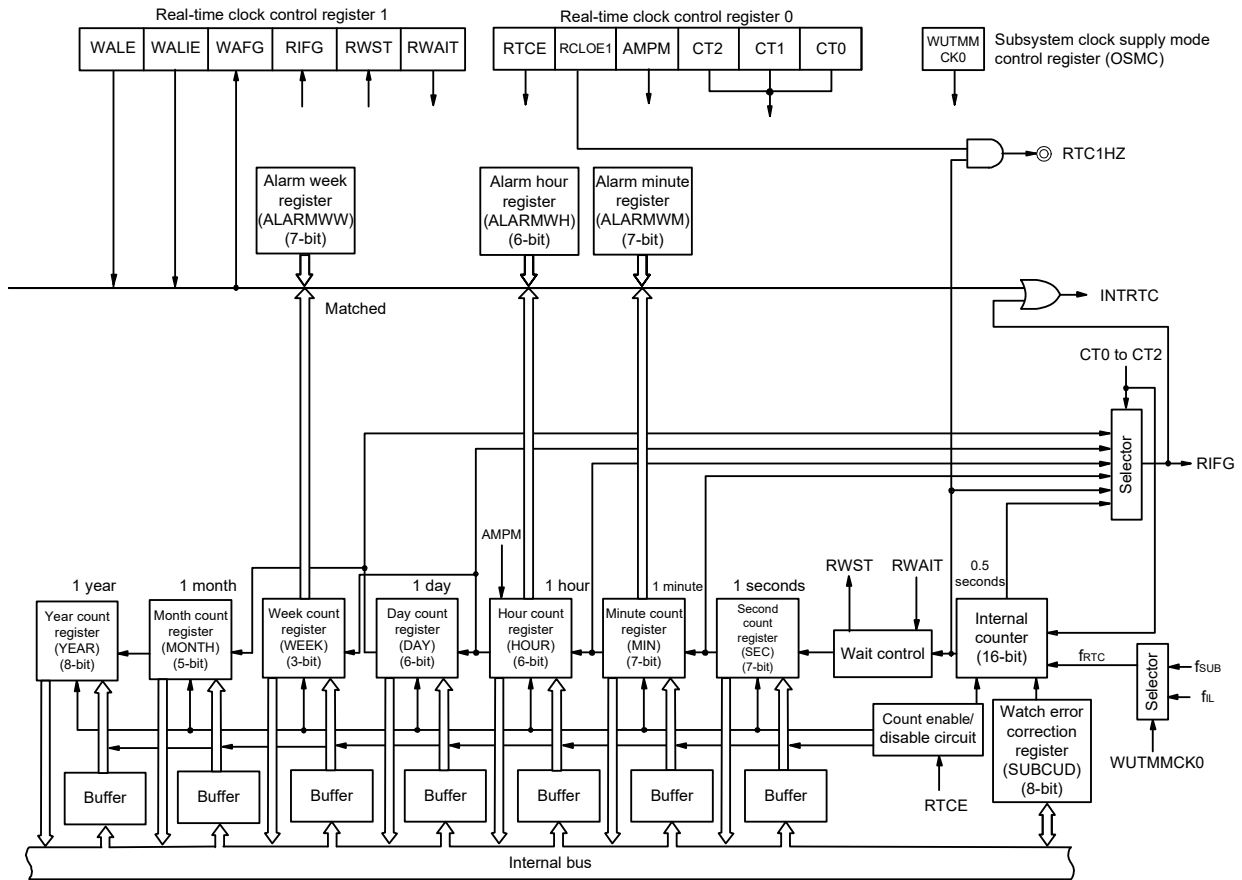 Real-time clock control register 1
WALE WALIE WAFG RIFG RWST RWAIT
Real-time clock control register 0
RTCE RCLOE1 AMPM CT2 CT1 CT0
WUTMM
CK0
Subsystem clock supply mode
control register (OSMC)
RTC1HZ
Alarm week
register
(ALARMWW)
(7-bit)
Alarm hour
register
(ALARMWH)
(6-bit)
Alarm minute
register
(ALARMWM)
(7-bit)
Matched
INTRTC
CT0 to CT2
Selector
RIFG
AMPM
RWST
RWAIT
0.5
seconds
1 year
1 month
1 day
1 hour
1 minute
1 seconds
Year count
register
(YEAR)
(8-bit)
Month count
register
(MONTH)
(5-bit)
Week count
register
(WEEK)
(3-bit)
Day count
register
(DAY)
(6-bit)
Hour count
register
(HOUR)
(6-bit)
Minute count
register
(MIN)
(7-bit)
Second
count
register
(SEC)
(7-bit)
Wait control
Internal
counter
(16-bit)
fRTC
Selector
fSUB
fIL
WUTMMCK0
Count enable/
disable circuit
RTCE
Watch error
correction
register
(SUBCUD)
(8-bit)
Buffer
Buffer
Buffer
Buffer
Buffer
Buffer
Buffer
Internal bus